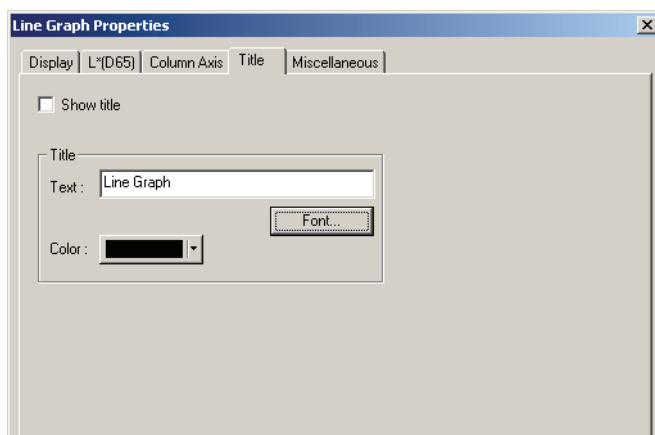 Line Graph Properties
Display L*(D65) Column Axis Title Miscellaneous
Show title
Title
Text : Line Graph
Font...
Color :